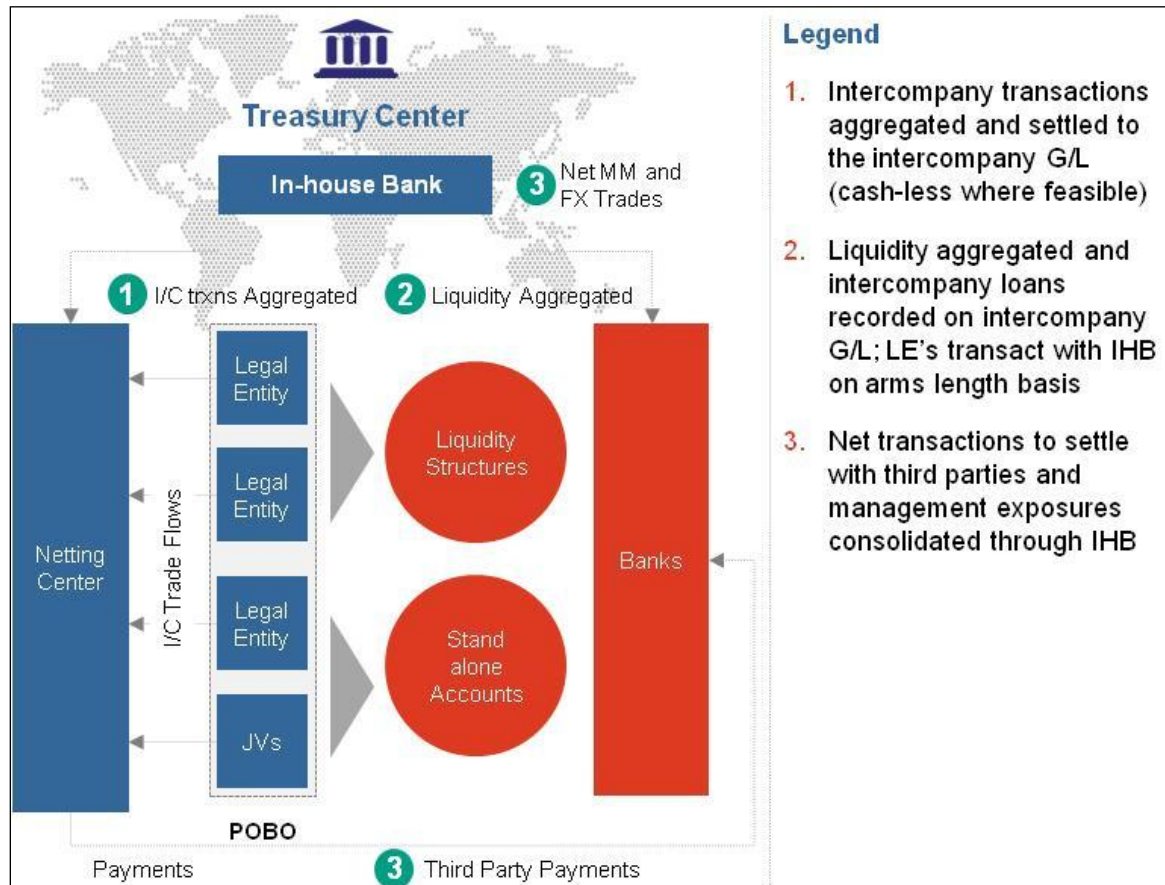 Treasury Center
In-house Bank
3 Net MM and
FX Trades
1 I/C trxns Aggregated
2 Liquidity Aggregated
Netting
Center
I/C Trade Flows
Legal
Entity
Legal
Entity
Legal
Entity
JVs
Liquidity
Structures
Stand
alone
Accounts
Banks
POBO
Payments
3 Third Party Payments
Legend
1. Intercompany transactions
aggregated and settled to
the intercompany G/L
(cash-less where feasible)
2. Liquidity aggregated and
intercompany loans
recorded on intercompany
G/L; LE's transact with IHB
on arms length basis
3. Net transactions to settle
with third parties and
management exposures
consolidated through IHB